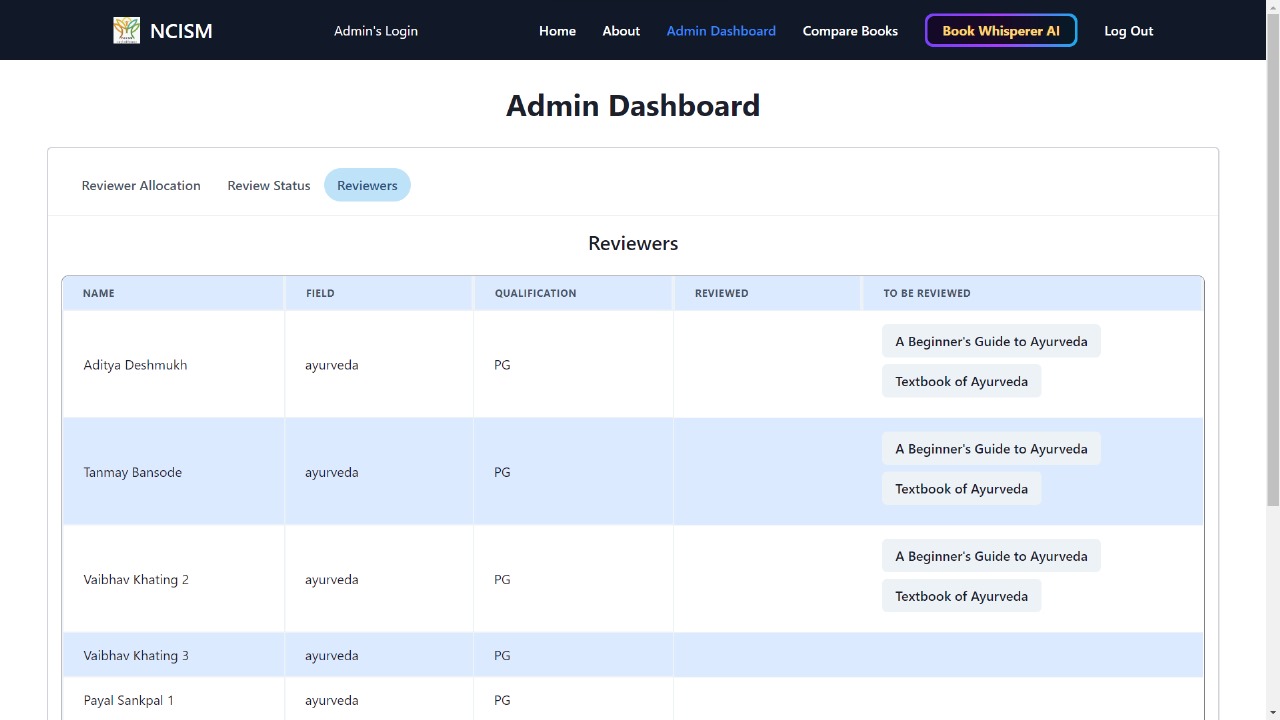 NCISM Admin's Login Home About Admin Dashboard Compare Books Book Whisperer AI Log Out
Admin Dashboard
Reviewer Allocation Review Status Reviewers
Reviewers
NAME FIELD QUALIFICATION REVIEWED TO BE REVIEWED
Aditya Deshmukh ayurveda PG
A Beginner's Guide to Ayurveda
Textbook of Ayurveda
Tanmay Bansode ayurveda PG
A Beginner's Guide to Ayurveda
Textbook of Ayurveda
Vaibhav Khating 2 ayurveda PG
A Beginner's Guide to Ayurveda
Textbook of Ayurveda
Vaibhav Khating 3 ayurveda PG
Payal Sankpal 1 ayurveda PG